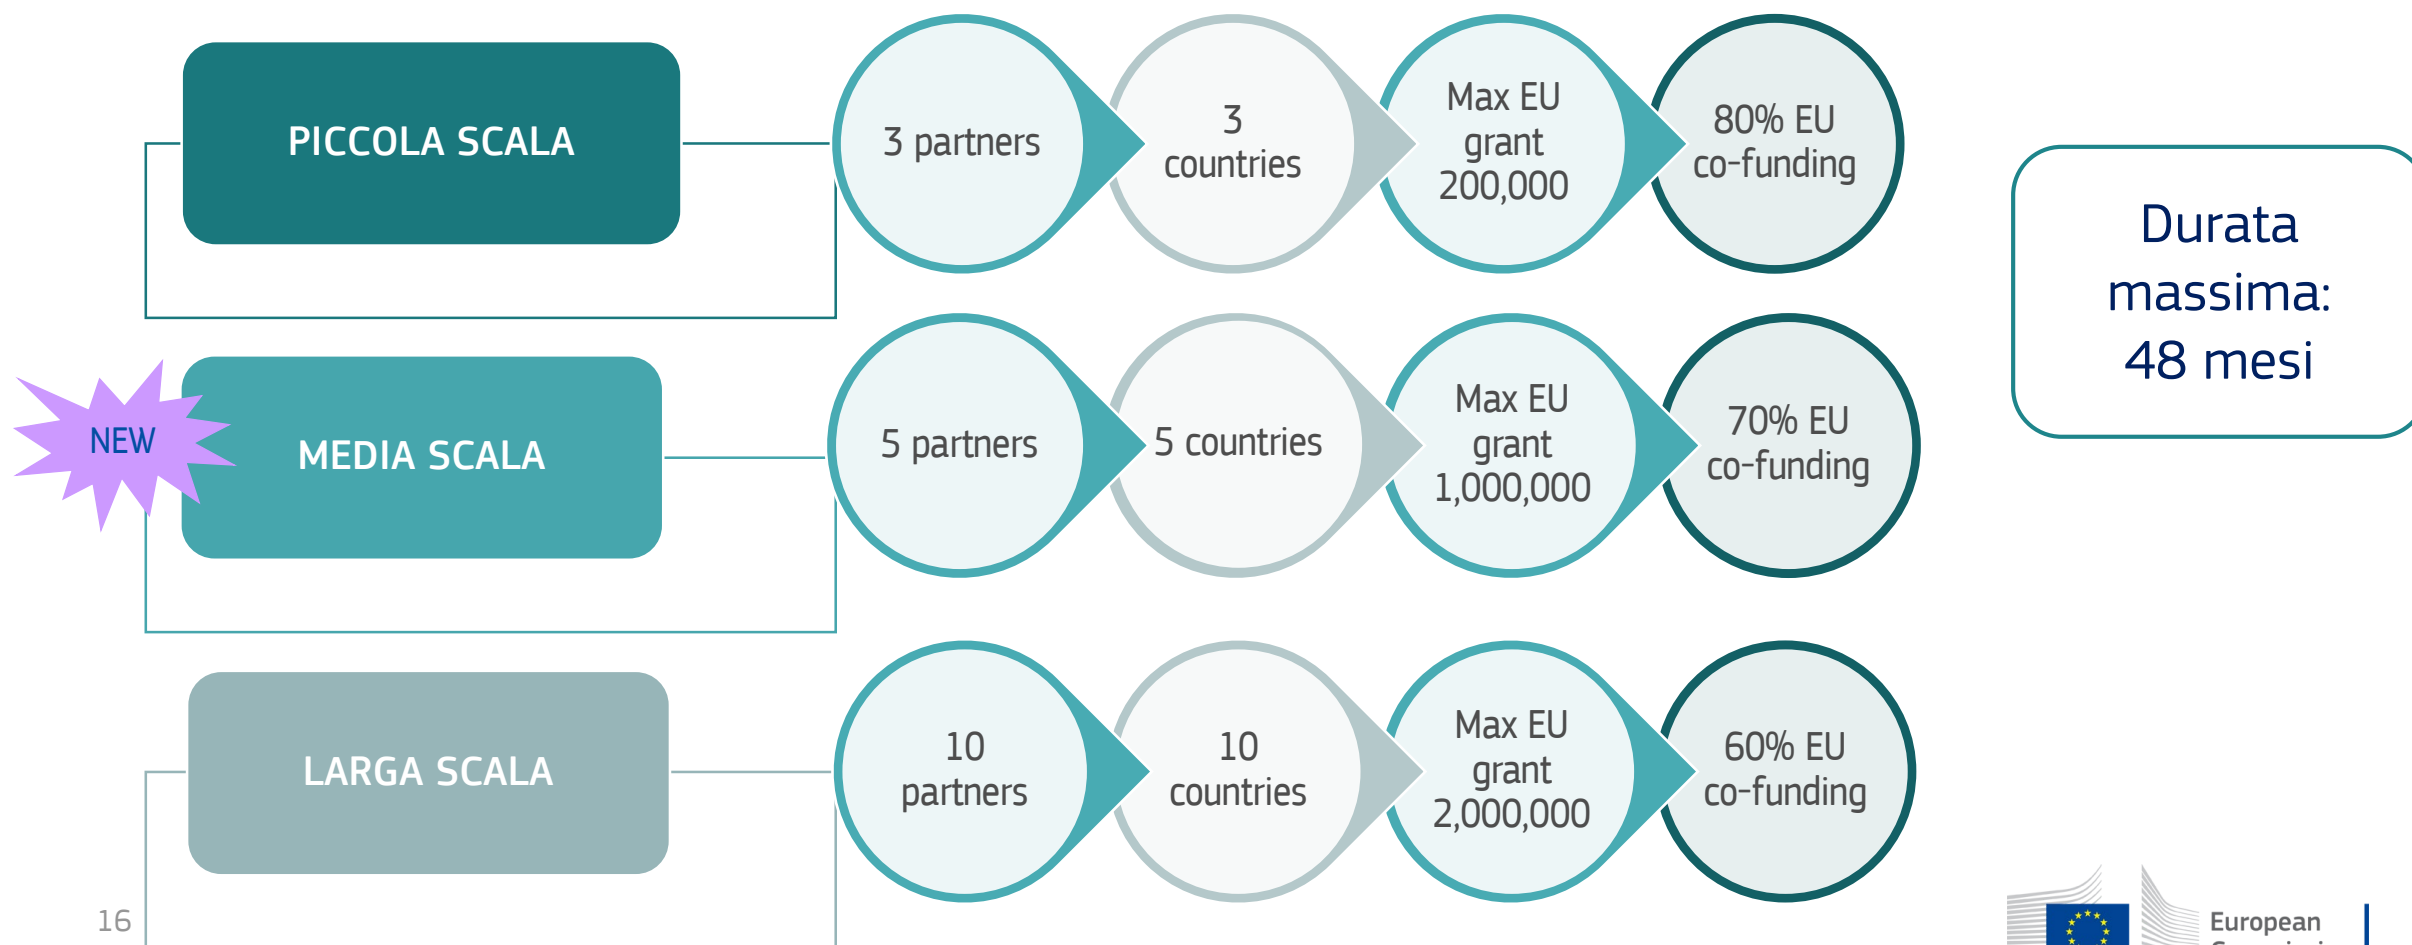 PICCOLA SCALA
3 partners
3
countries
Max EU
grant
200,000
80% EU
co-funding
Durata
massima:
48 mesi
NEW
MEDIA SCALA
5 partners
5 countries
Max EU
grant
1,000,000
70% EU
co-funding
LARGA SCALA
10
partners
10
countries
Max EU
grant
2,000,000
60% EU
co-funding
16
European